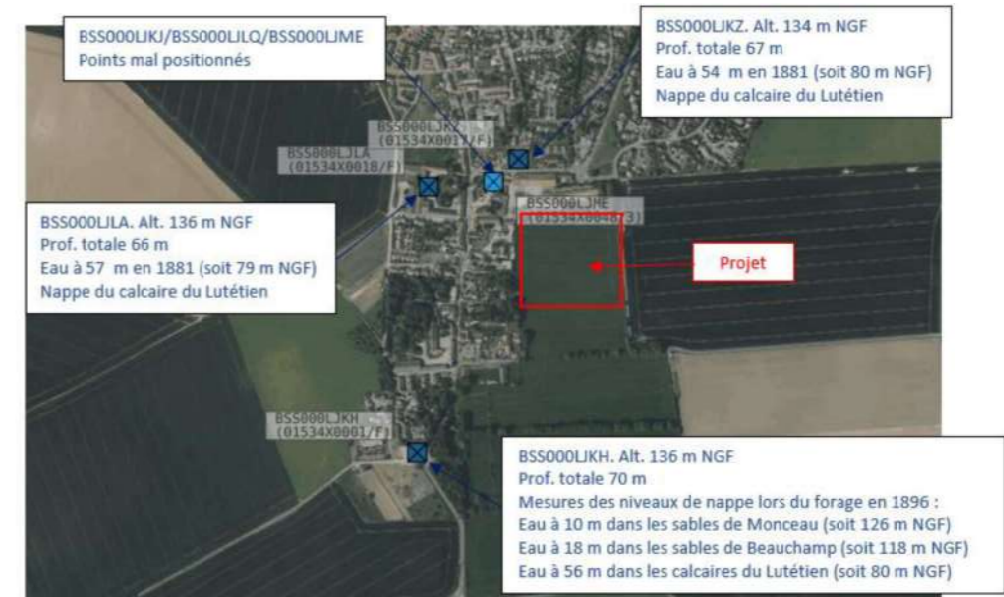 BSS000LJKJ/BSS000LJLQ/BSS000LJME
Points mal positionnés
BSS000LJKZ. Alt. 134 m NGF
Prof. totale 67 m
Eau à 54 m en 1881 (soit 80 m NGF)
Nappe du calcaire du Lutétien
BSS000LJKZ
(01534X0017/F)
BSS000LJLA
(01534X0018/F)
BSS000LJME
(01534X0048/3)
BSS000LJLA. Alt. 136 m NGF
Prof. totale 66 m
Eau à 57 m en 1881 (soit 79 m NGF)
Nappe du calcaire du Lutétien
Projet
BSS000LJKH
(01534X0001/F)
BSS000LJKH. Alt. 136 m NGF
Prof. totale 70 m
Mesures des niveaux de nappe lors du forage en 1896 :
Eau à 10 m dans les sables de Monceau (soit 126 m NGF)
Eau à 18 m dans les sables de Beauchamp (soit 118 m NGF)
Eau à 56 m dans les calcaires du Lutétien (soit 80 m NGF)